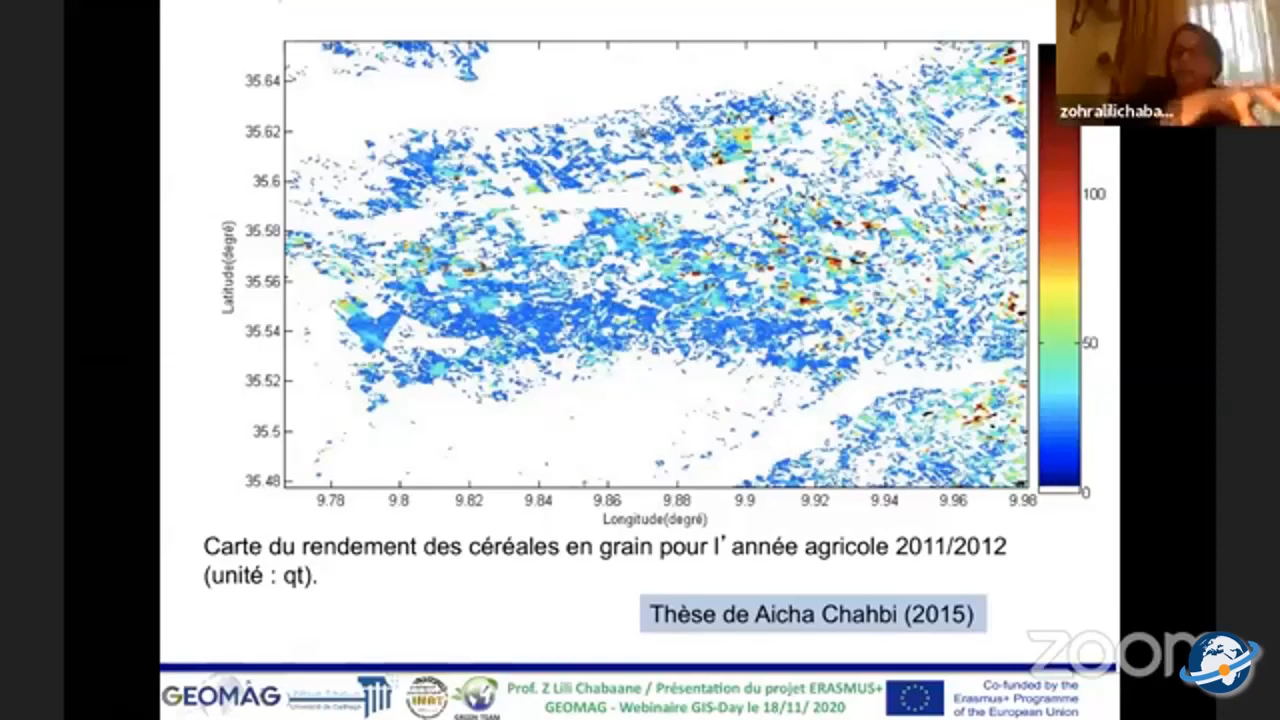 zohralilichaba...
35.64
35.62
35.6
35.58
35.56
35.54
35.52
35.5
35.48
Latitude(degré)
9.78
9.8
9.82
9.84
9.86
9.88
9.9
9.92
9.94
9.96
9.98
Longitude(degré)
100
50
0
Carte du rendement des céréales en grain pour l'année agricole 2011/2012
(unité : qt).
Thèse de Aicha Chahbi (2015)
zoom
GEOMAG
INAT
GREEN TEAM
Prof. Z Lili Chabaane / Présentation du projet ERASMUS+
GEOMAG - Webinaire GIS-Day le 18/11/ 2020
Co-funded by the
Erasmus+ Programme
of the European Union